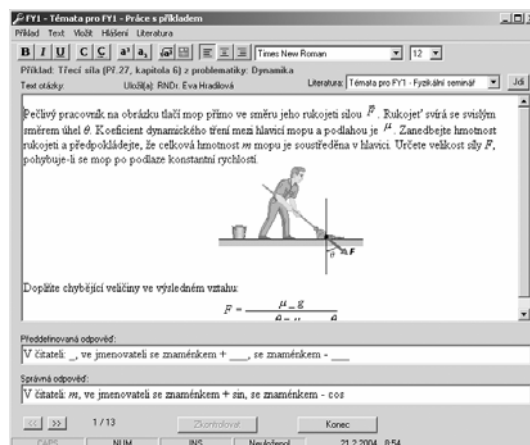 FY1 - Témata pro FY1 - Práce s příkladem
Příklad Text Vložit Hlášení Literatura
B I U C C a³ a₃ Times New Roman 12
Příklad: Třecí síla (Př.27, kapitola 6) z problematiky: Dynamika
Text otázky: Uložil(a): RNDr. Eva Hradilová Literatura: Témata pro FY1 - Fyzikální seminář Jdi
Pečlivý pracovník na obrázku tlačí mop přímo ve směru jeho rukojeti silou F. Rukojeť svírá se svislým
směrem úhel θ. Koeficient dynamického tření mezi hlavicí mopu a podlahou je μ. Zanedbejte hmotnost
rukojeti a předpokládejte, že celková hmotnost m mopu je soustředěna v hlavici. Určete velikost síly F,
pohybuje-li se mop po podlaze konstantní rychlostí.
θ F
Doplňte chybějící veličiny ve výsledném vztahu:
μ _ g
F =
Předdefinovaná odpověď:
V čitateli: _, ve jmenovateli se znaménkem + ___, se znaménkem - ___
Správná odpověď:
V čitateli: m, ve jmenovateli se znaménkem + sin, se znaménkem - cos
<< >> 1 / 13 Zkontrolovat Konec
CAPS NUM INS Neuloženo! 21.2.2004 0:54